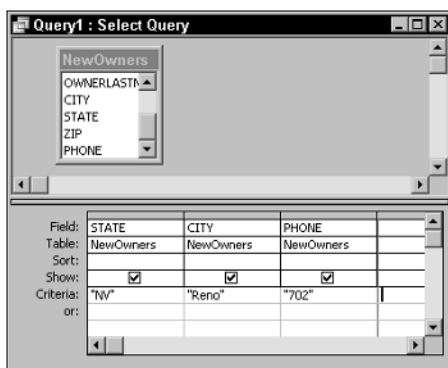 Query1 : Select Query
NewOwners
OWNERLASTN
CITY
STATE
ZIP
PHONE
Field: STATE CITY PHONE
Table: NewOwners NewOwners NewOwners
Sort:
Show:
Criteria: "NV" "Reno" "702"
or: